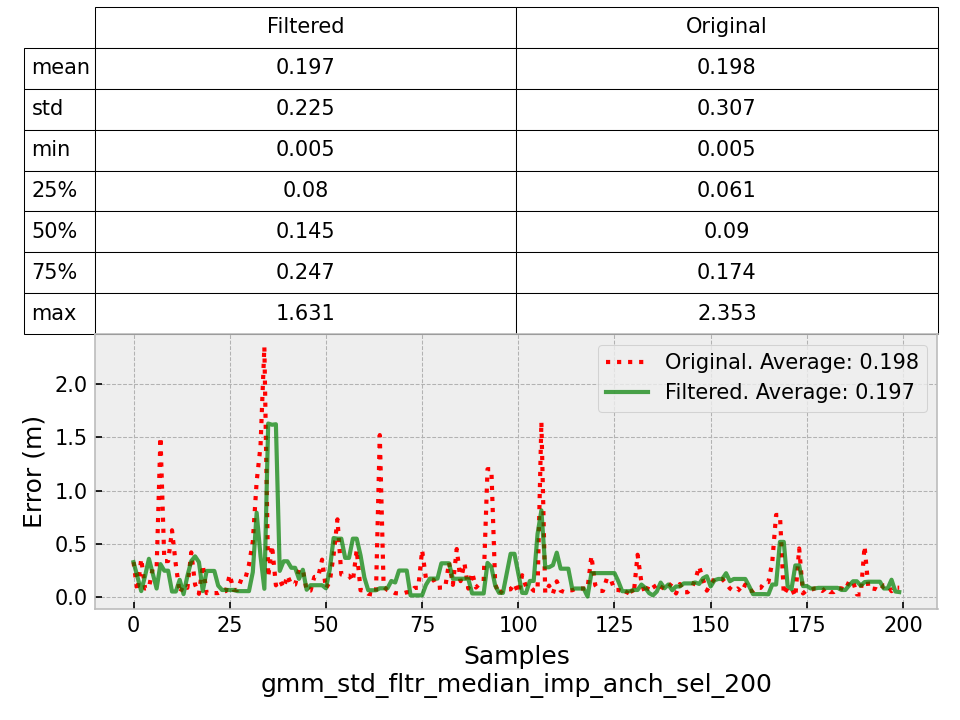 Filtered Original
mean 0.197 0.198
std 0.225 0.307
min 0.005 0.005
25% 0.08 0.061
50% 0.145 0.09
75% 0.247 0.174
max 1.631 2.353
Original. Average: 0.198
Filtered. Average: 0.197
Error (m)
2.0
1.5
1.0
0.5
0.0
0 25 50 75 100 125 150 175 200
Samples
gmm_std_fltr_median_imp_anch_sel_200